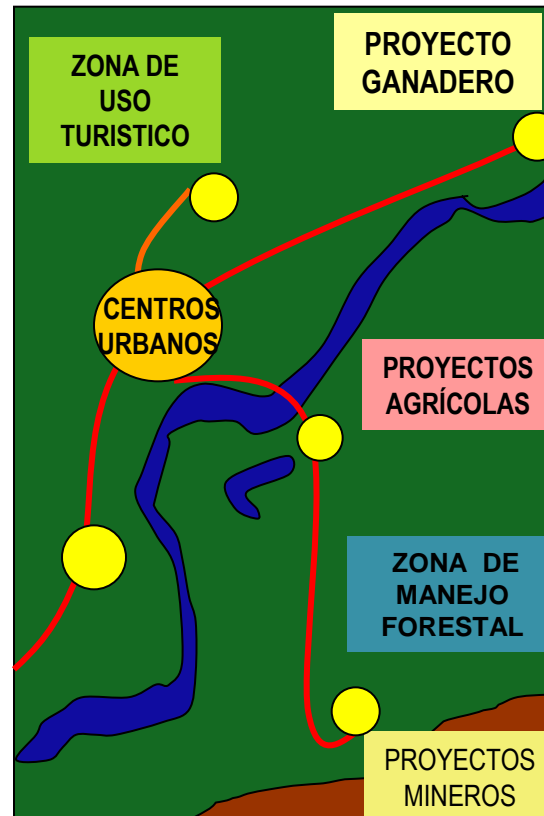 ZONA DE
USO
TURISTICO
PROYECTO
GANADERO
CENTROS
URBANOS
PROYECTOS
AGRÍCOLAS
ZONA DE
MANEJO
FORESTAL
PROYECTOS
MINEROS